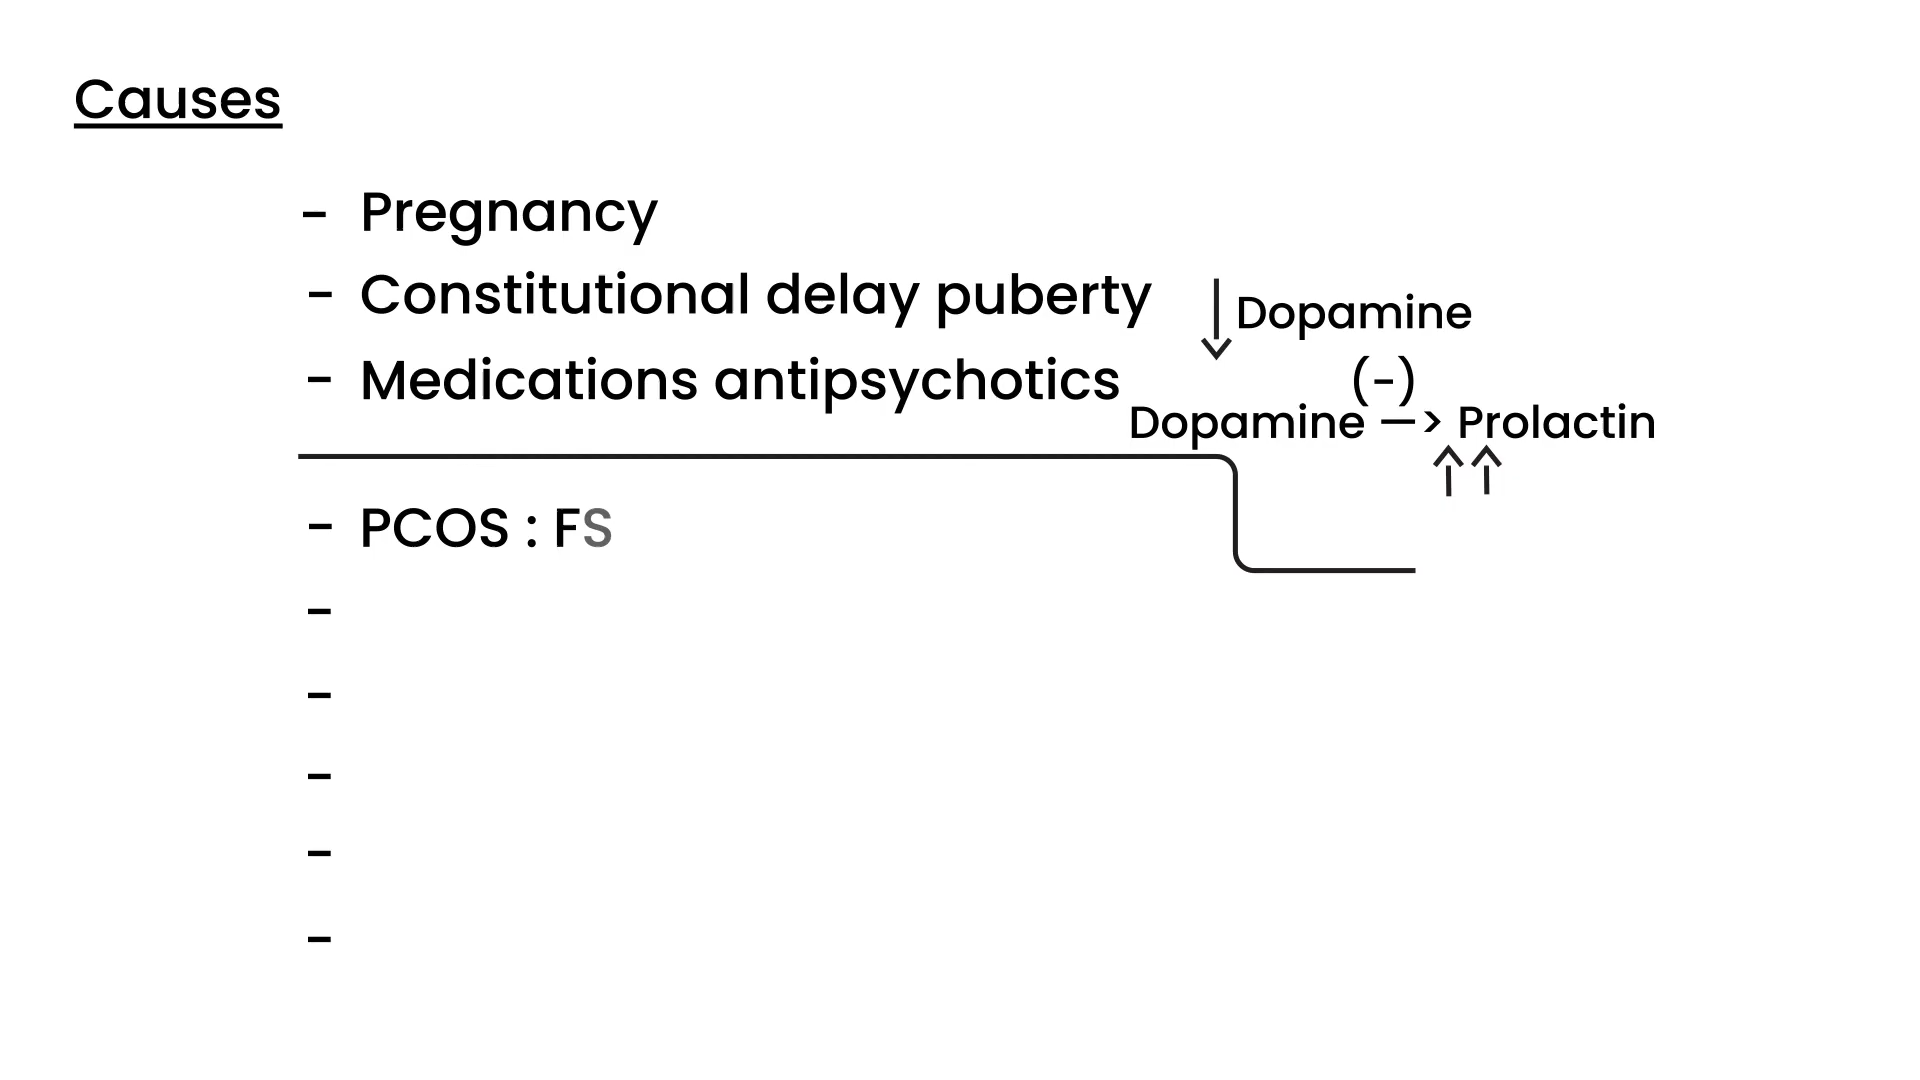 Causes
- Pregnancy
- Constitutional delay puberty
↓ Dopamine
- Medications antipsychotics
(-)
Dopamine —> Prolactin
↑↑
- PCOS : FS
-
-
-
-
-